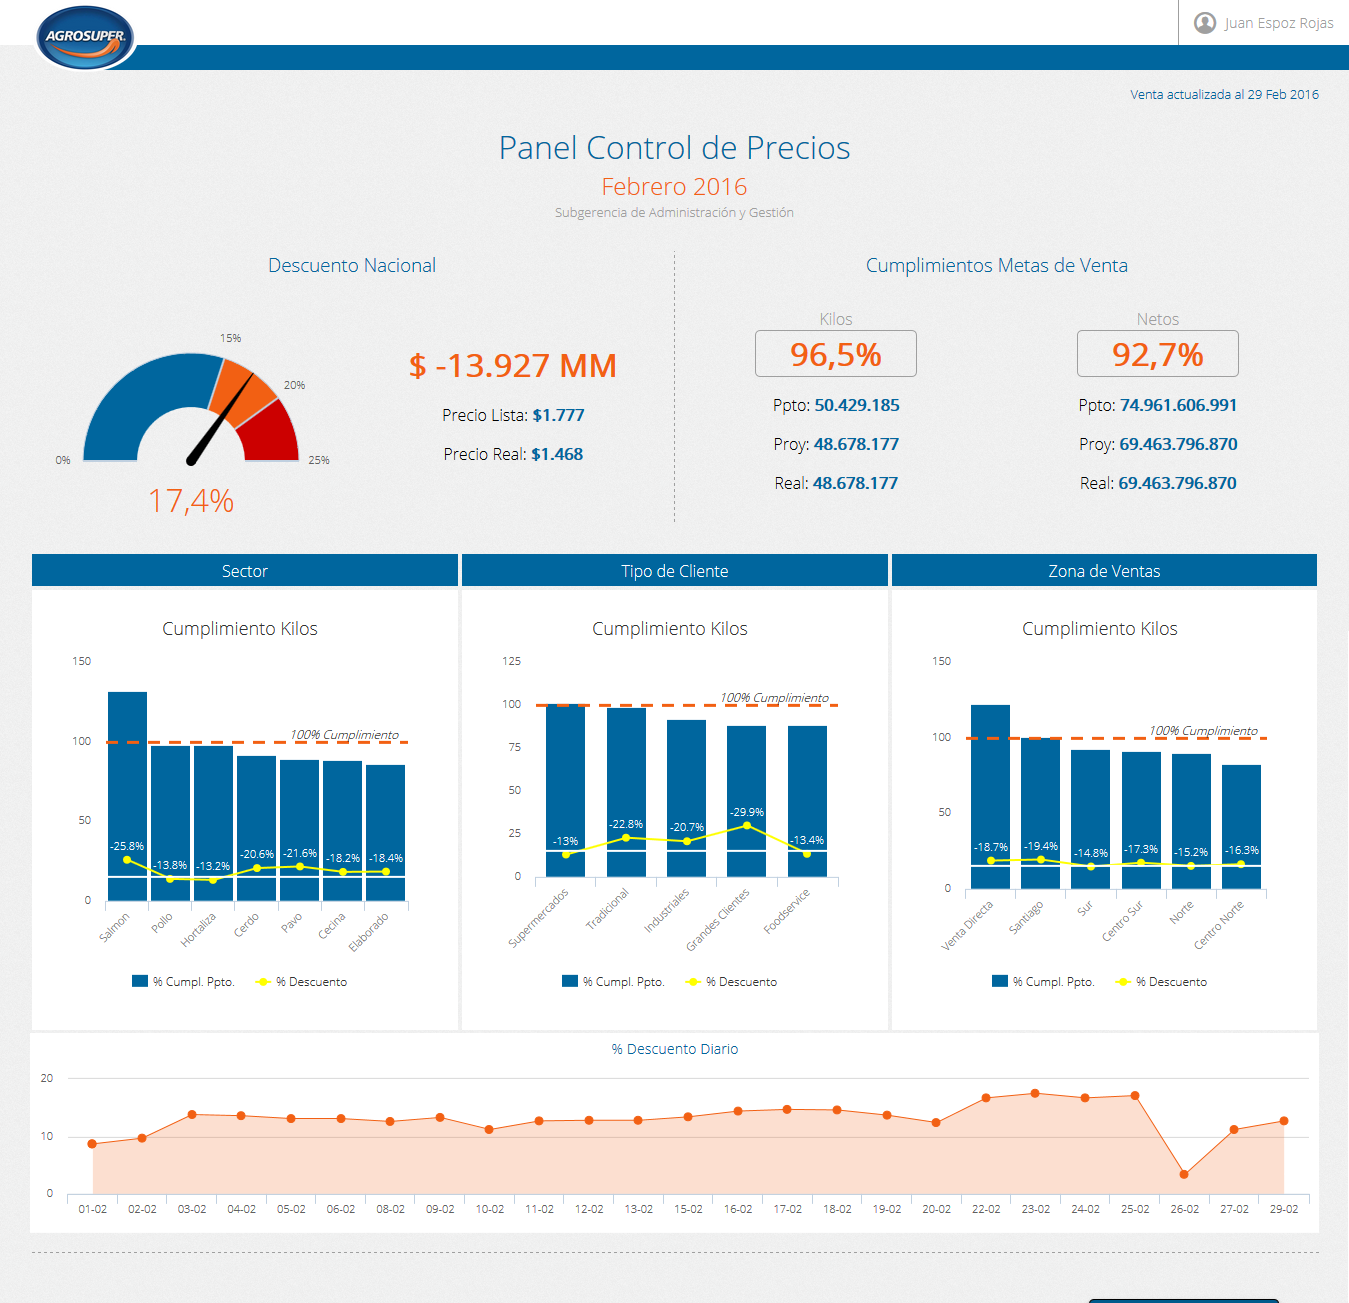 AGROSUPER
Juan Espoz Rojas
Venta actualizada al 29 Feb 2016
Panel Control de Precios
Febrero 2016
Subgerencia de Administración y Gestión
Descuento Nacional
0%
15%
20%
25%
17,4%
$ -13.927 MM
Precio Lista: $1.777
Precio Real: $1.468
Cumplimientos Metas de Venta
Kilos
96,5%
Ppto: 50.429.185
Proy: 48.678.177
Real: 48.678.177
Netos
92,7%
Ppto: 74.961.606.991
Proy: 69.463.796.870
Real: 69.463.796.870
Sector
Cumplimiento Kilos
150
100
50
0
100% Cumplimiento
-25.8%
-13.8%
-13.2%
-20.6%
-21.6%
-18.2%
-18.4%
Salmon
Pollo
Hortaliza
Cerdo
Pavo
Cecina
Elaborado
% Cumpl. Ppto.
% Descuento
Tipo de Cliente
Cumplimiento Kilos
125
100
75
50
25
0
100% Cumplimiento
-13%
-22.8%
-20.7%
-29.9%
-13.4%
Supermercados
Tradicional
Industriales
Grandes Clientes
Foodservice
% Cumpl. Ppto.
% Descuento
Zona de Ventas
Cumplimiento Kilos
150
100
50
0
100% Cumplimiento
-18.7%
-19.4%
-14.8%
-17.3%
-15.2%
-16.3%
Venta Directa
Santiago
Sur
Centro Sur
Norte
Centro Norte
% Cumpl. Ppto.
% Descuento
% Descuento Diario
20
10
0
01-02
02-02
03-02
04-02
05-02
06-02
08-02
09-02
10-02
11-02
12-02
13-02
15-02
16-02
17-02
18-02
19-02
20-02
22-02
23-02
24-02
25-02
26-02
27-02
29-02